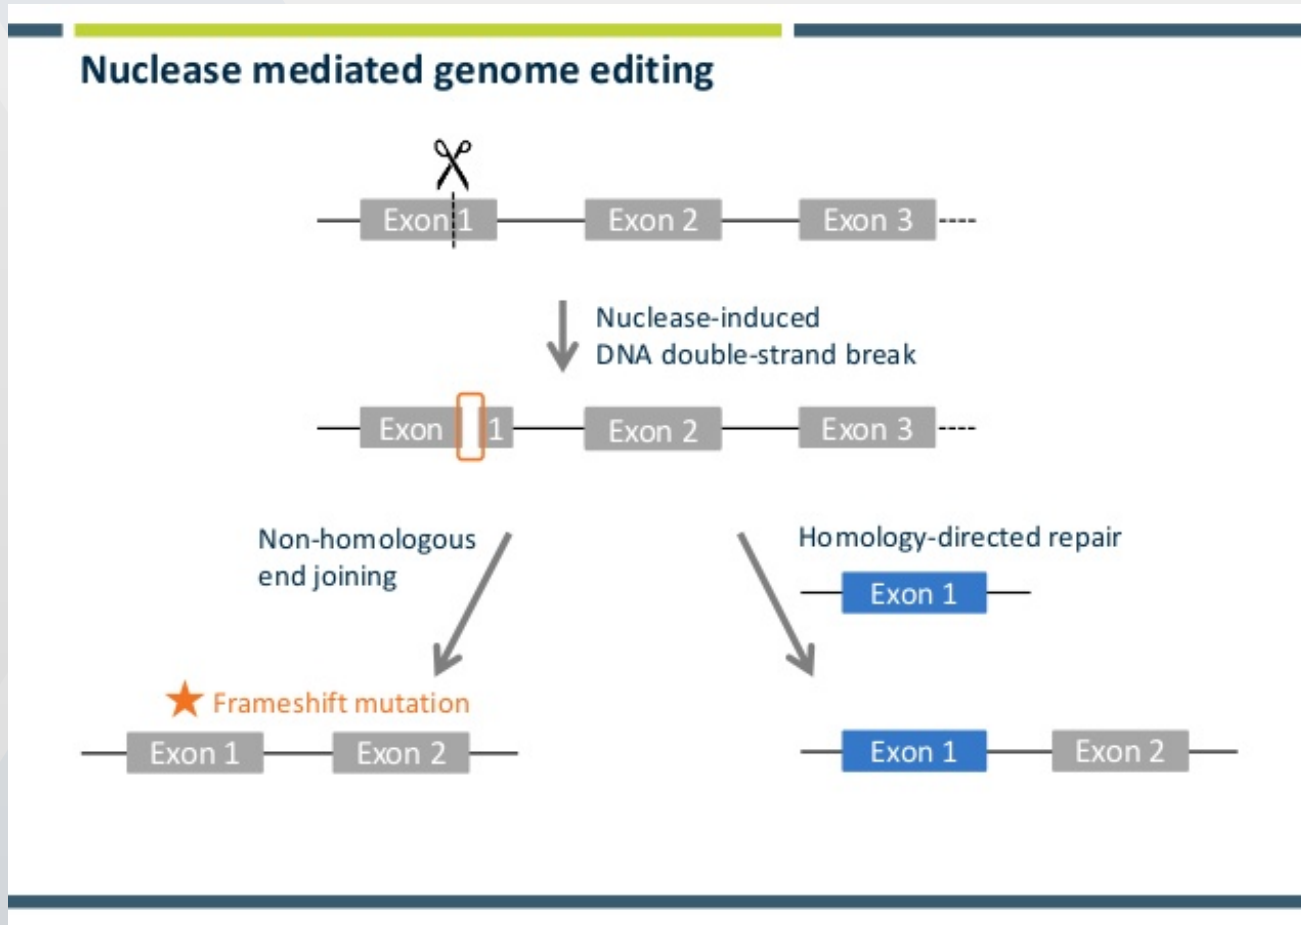 Nuclease mediated genome editing
Exon 1
Exon 2
Exon 3
Nuclease-induced
DNA double-strand break
Exon 1
Exon 2
Exon 3
Non-homologous
end joining
Homology-directed repair
Exon 1
Frameshift mutation
Exon 1
Exon 2
Exon 1
Exon 2